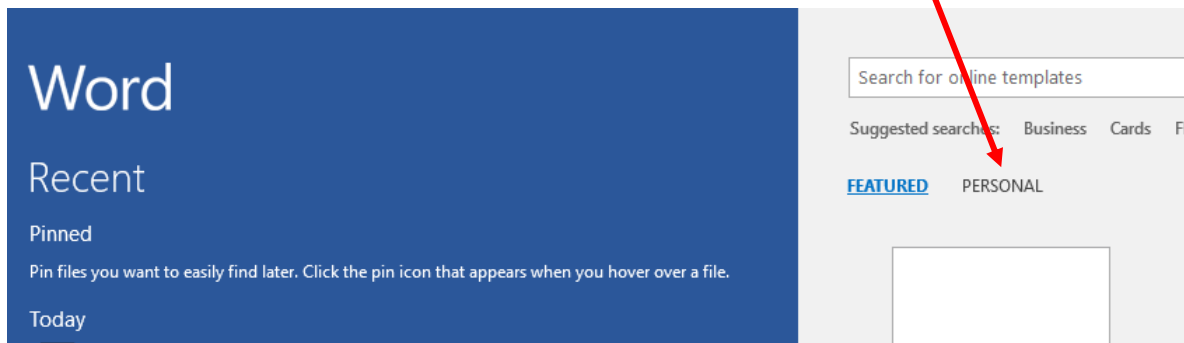 Word
Recent
Pinned
Pin files you want to easily find later. Click the pin icon that appears when you hover over a file.
Today
Search for online templates
Suggested searches: Business Cards
FEATURED PERSONAL